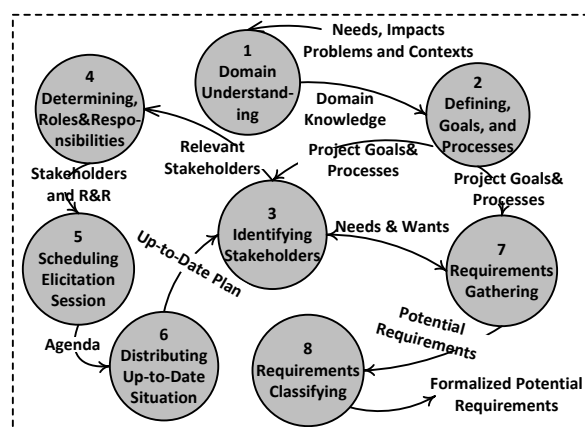 Needs, Impacts
Problems and Contexts
1
Domain
Understand-
ing
Domain
Knowledge
2
Defining,
Goals, and
Processes
4
Determining,
Roles&Respo-
nsibilities
Relevant
Stakeholders
Project Goals&
Processes
Project Goals&
Processes
Stakeholders
and R&R
3
Identifying
Stakeholders
Needs & Wants
5
Scheduling
Elicitation
Session
Up-to-Date Plan
7
Requirements
Gathering
Agenda
6
Distributing
Up-to-Date
Situation
Potential
Requirements
8
Requirements
Classifying
Formalized Potential
Requirements